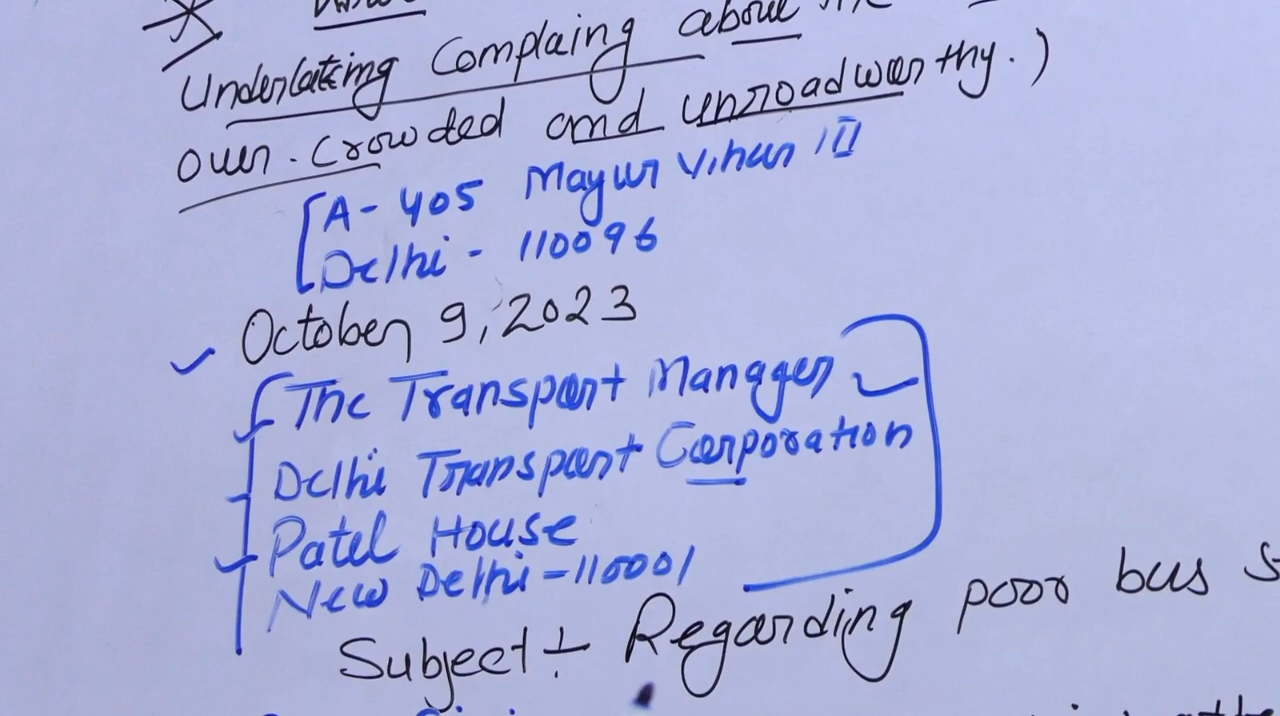 Undertaking Complaing about
over-crowded and unroadworthy.)
A-405 Mayur Vihar III
Delhi - 110096
October 9, 2023
The Transport Manager
Delhi Transport Corporation
Patel House
New Delhi-110001
Subject :- Regarding poor bus